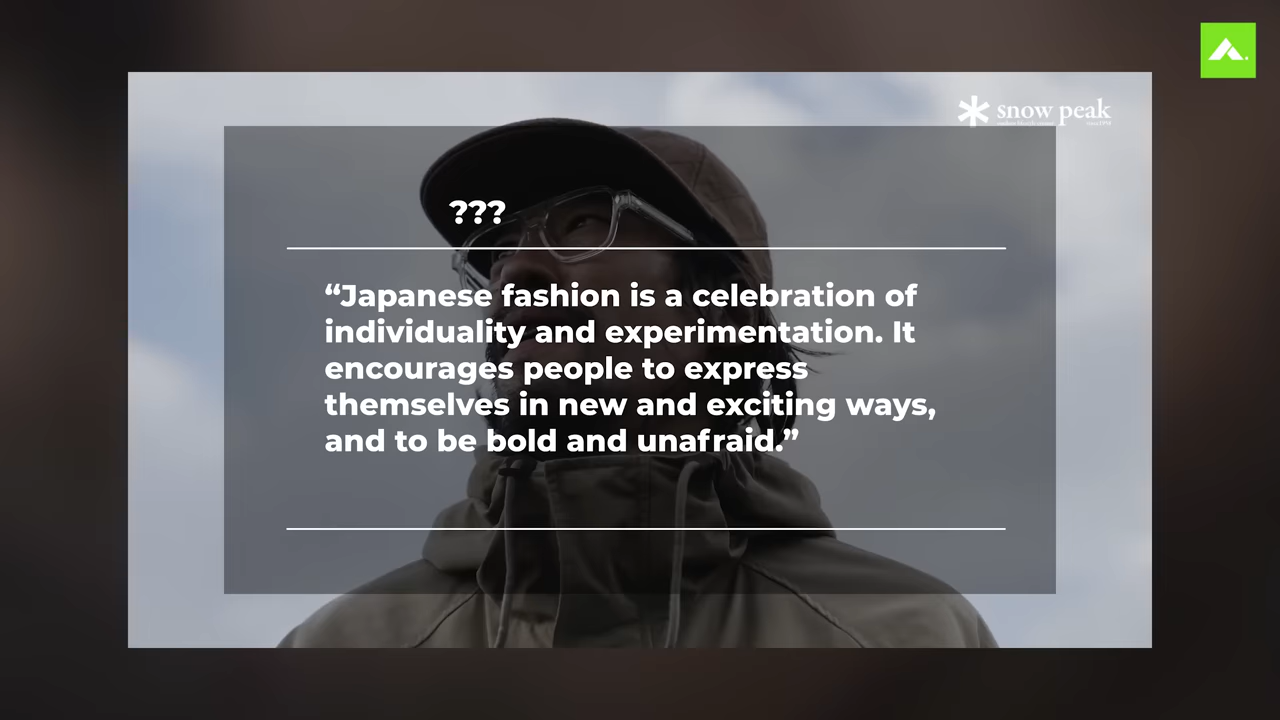 snow peak
???
“Japanese fashion is a celebration of
individuality and experimentation. It
encourages people to express
themselves in new and exciting ways,
and to be bold and unafraid.”